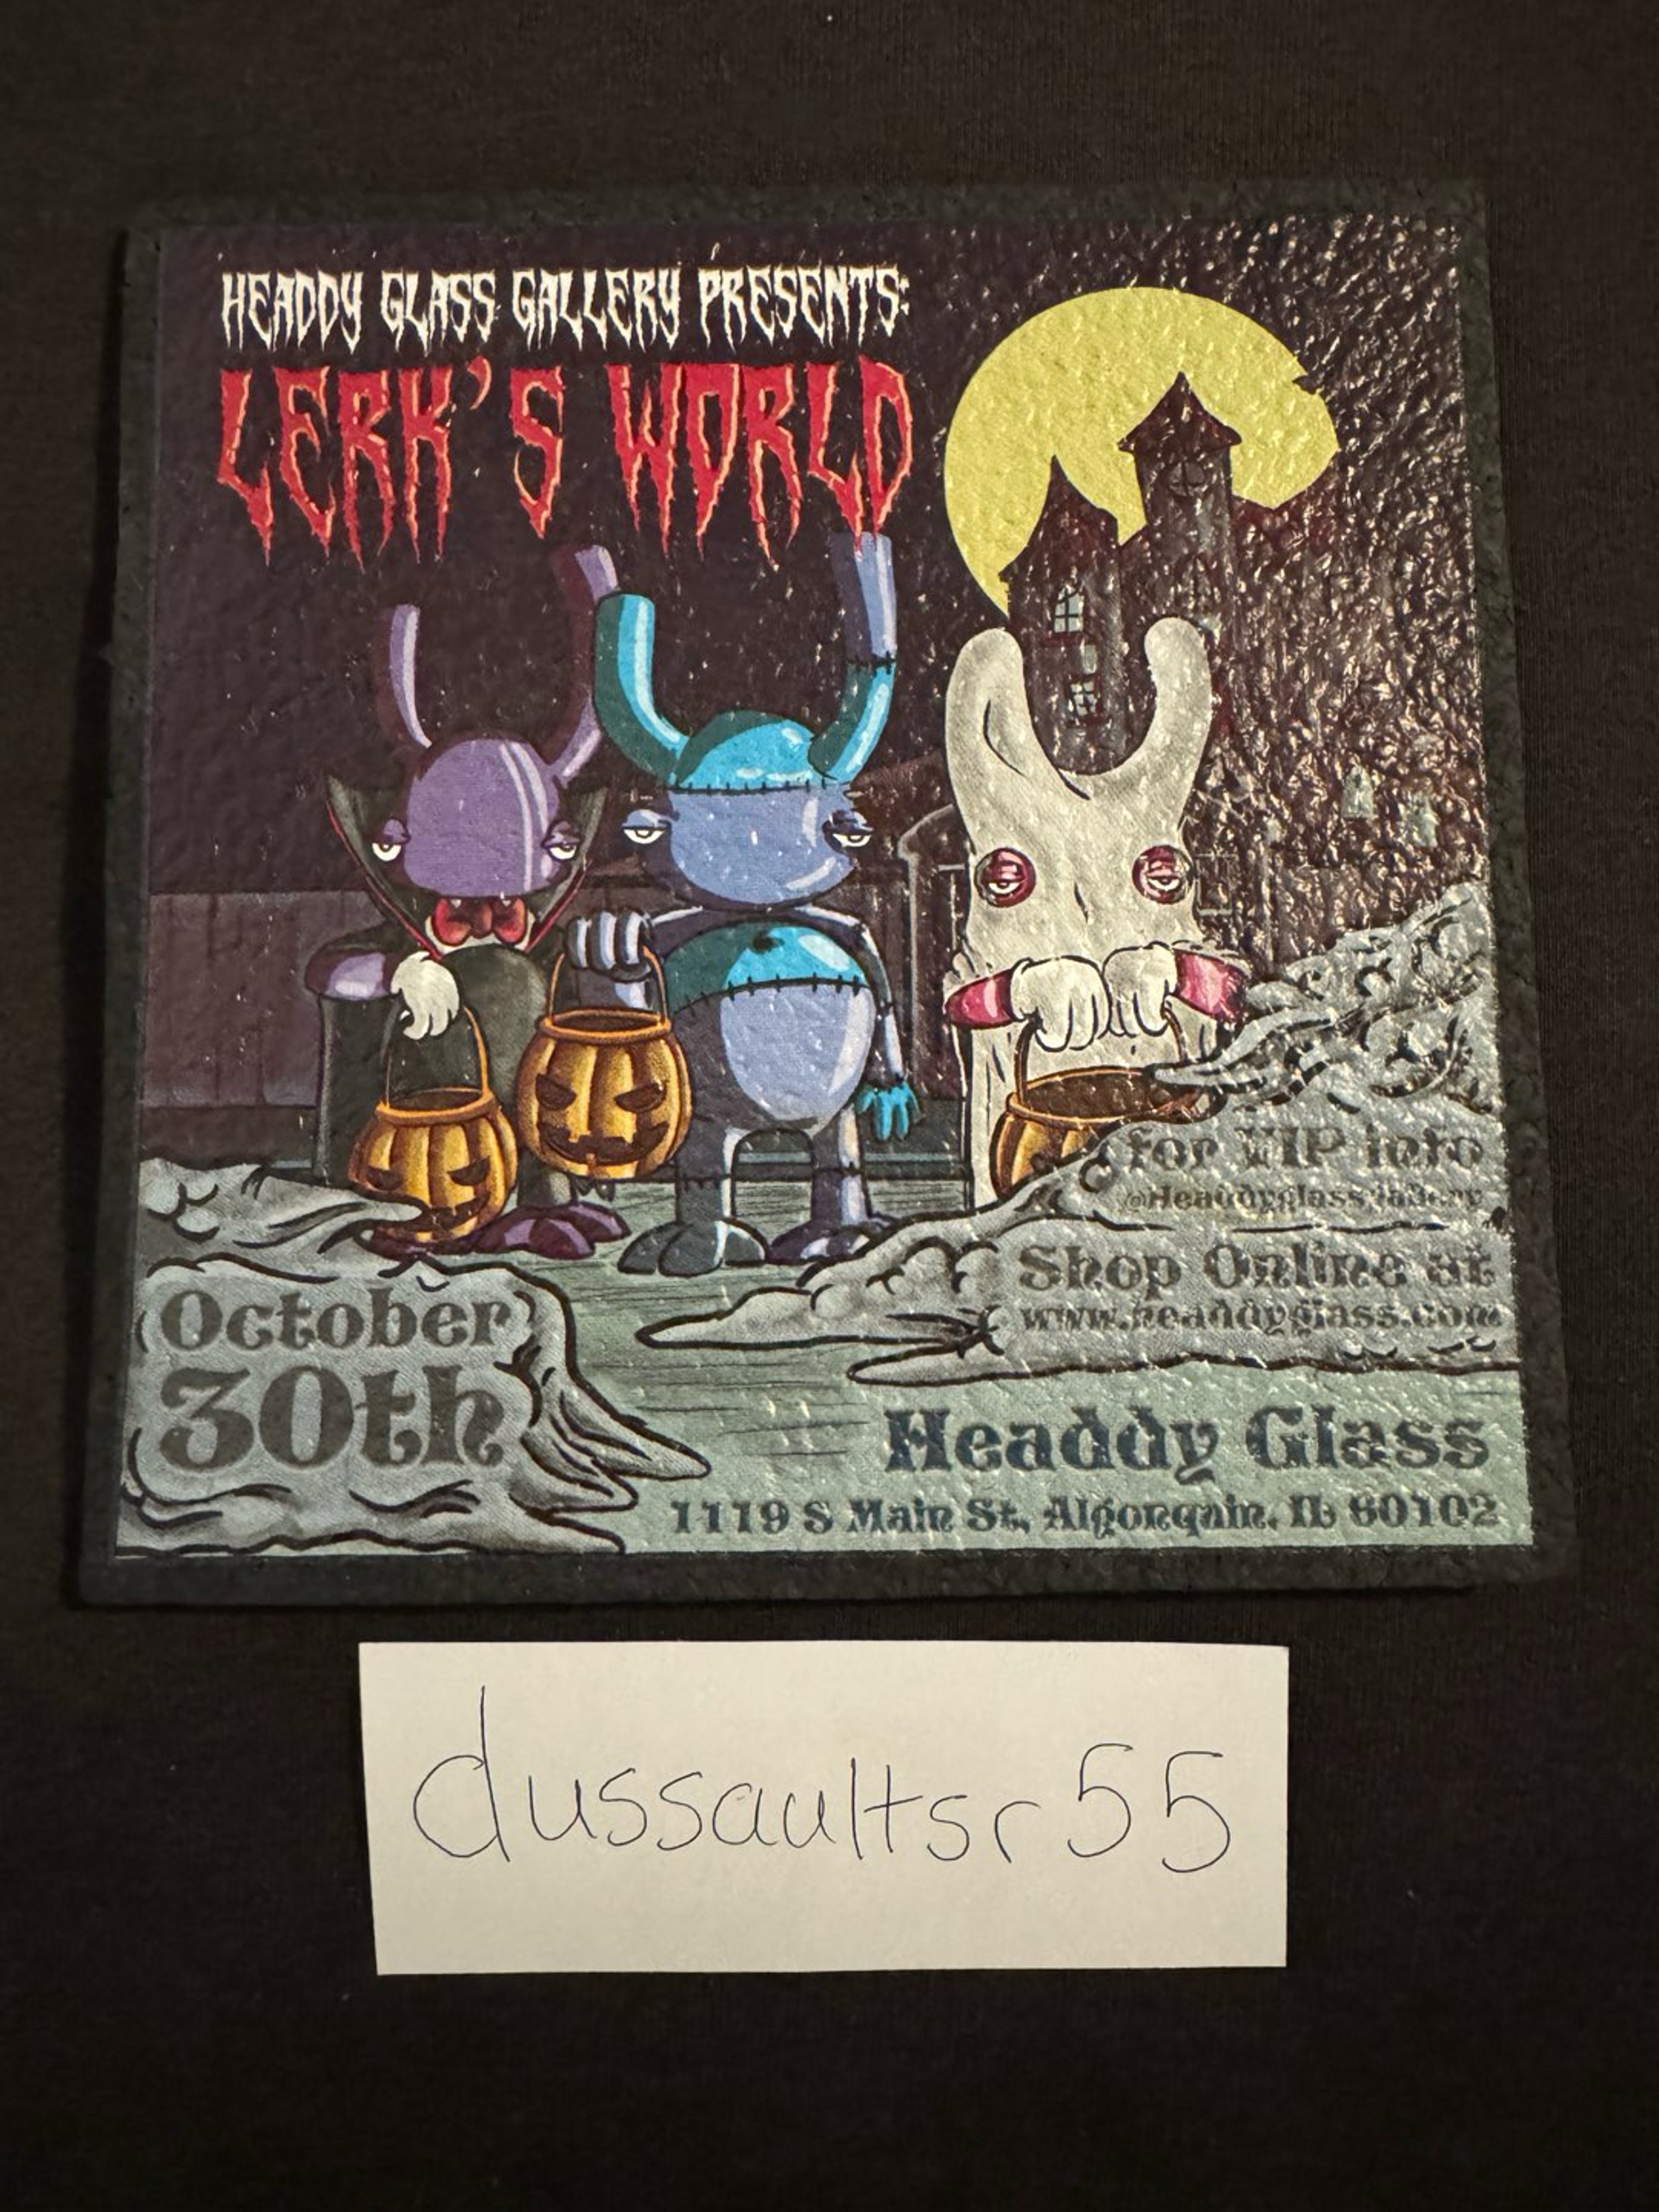 HEADDY GLASS GALLERY PRESENTS:
LERK'S WORLD
for VIP info
@Headdyglassgallery
Shop Online at
www.headdyglass.com
October
30th
Headdy Glass
1119 S Main St, Algonquin, IL 60102
dussaultsr55